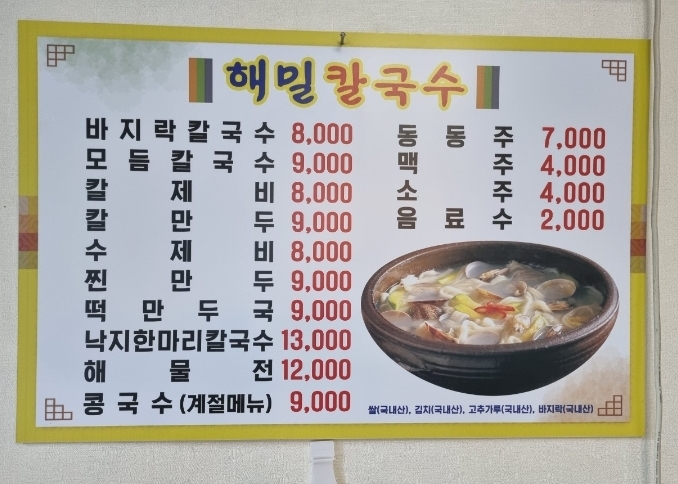 해밀칼국수
바지락칼국수 8,000
모듬칼국수 9,000
칼제비 8,000
칼만두 9,000
수제비 8,000
찐만두 9,000
떡만두국 9,000
낙지한마리칼국수 13,000
해물전 12,000
콩국수(계절메뉴) 9,000
동동주 7,000
맥주 4,000
소주 4,000
음료수 2,000
쌀(국내산), 김치(국내산), 고추가루(국내산), 바지락(국내산)